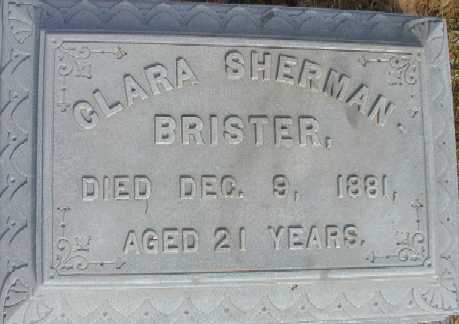 CLARA SHERMAN
BRISTER,
DIED DEC. 9, 1881,
AGED 21 YEARS.